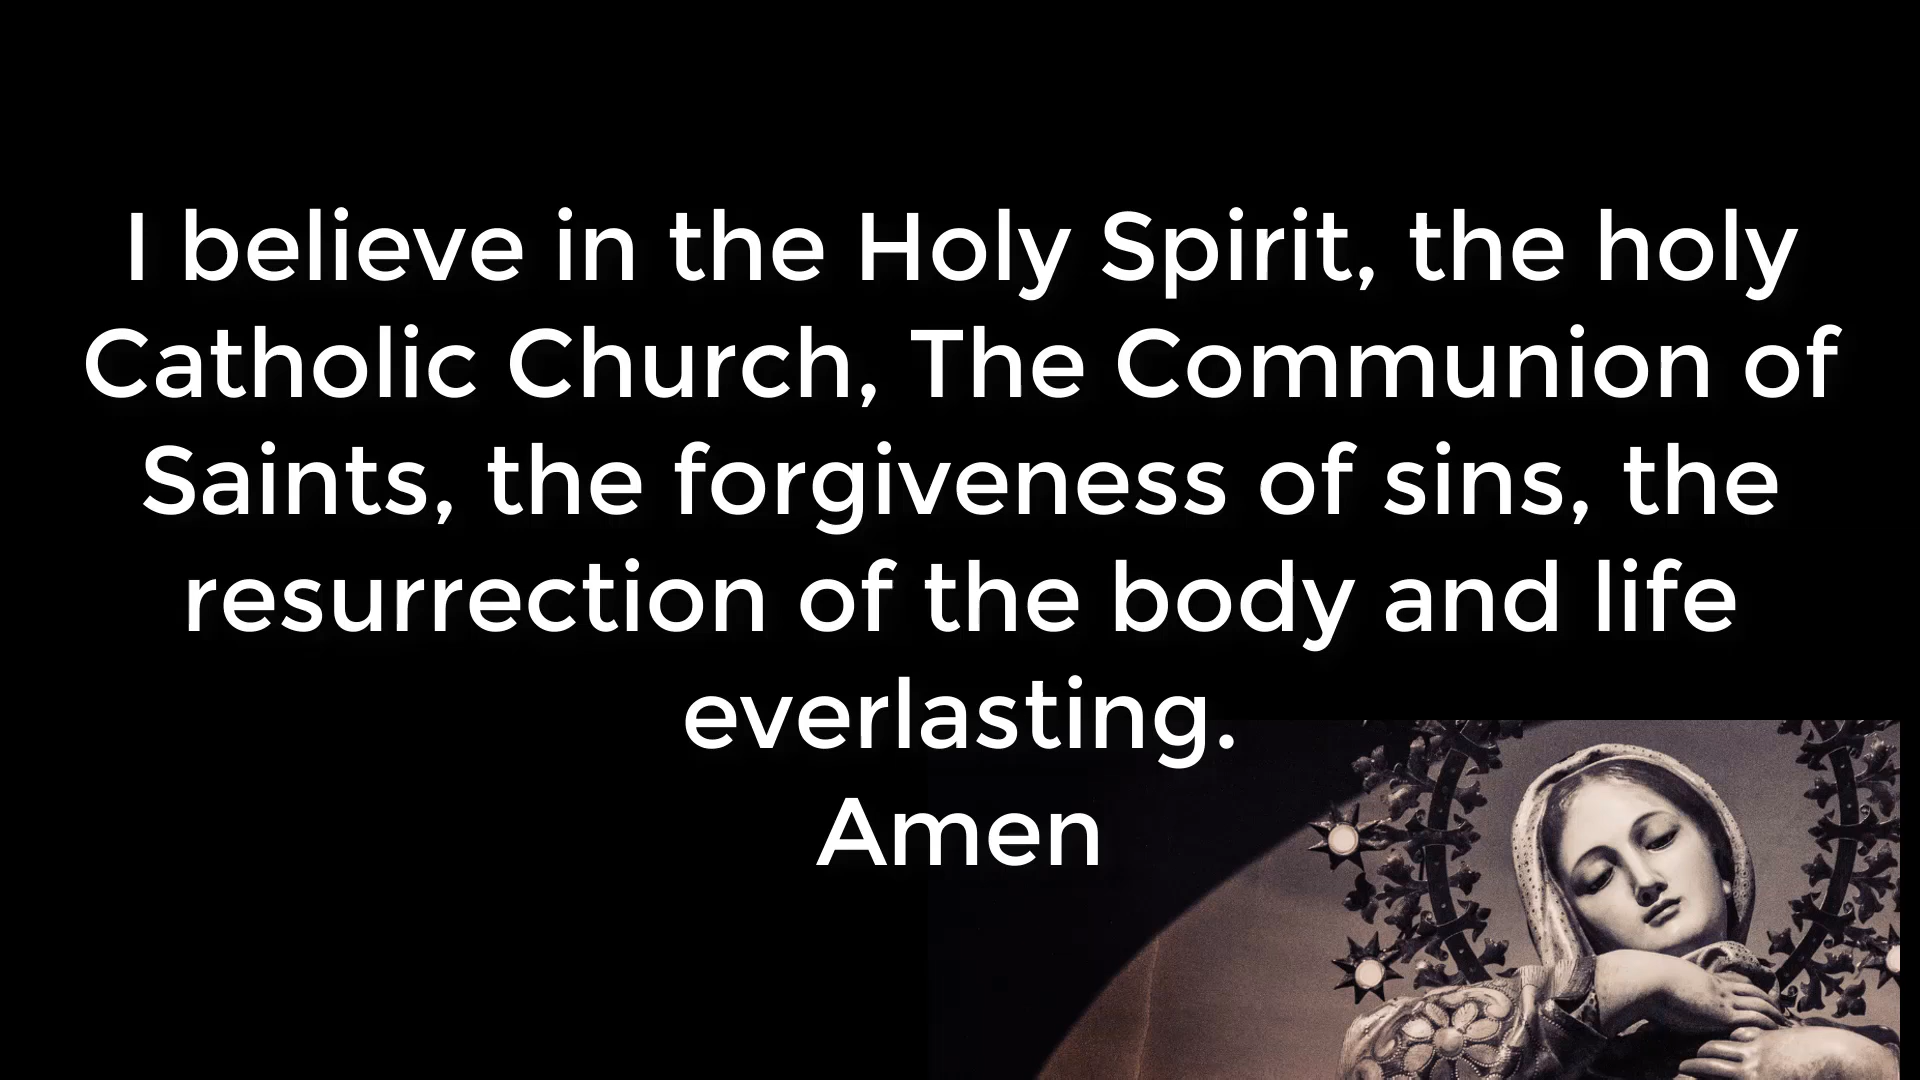 I believe in the Holy Spirit, the holy
Catholic Church, The Communion of
Saints, the forgiveness of sins, the
resurrection of the body and life
everlasting.
Amen